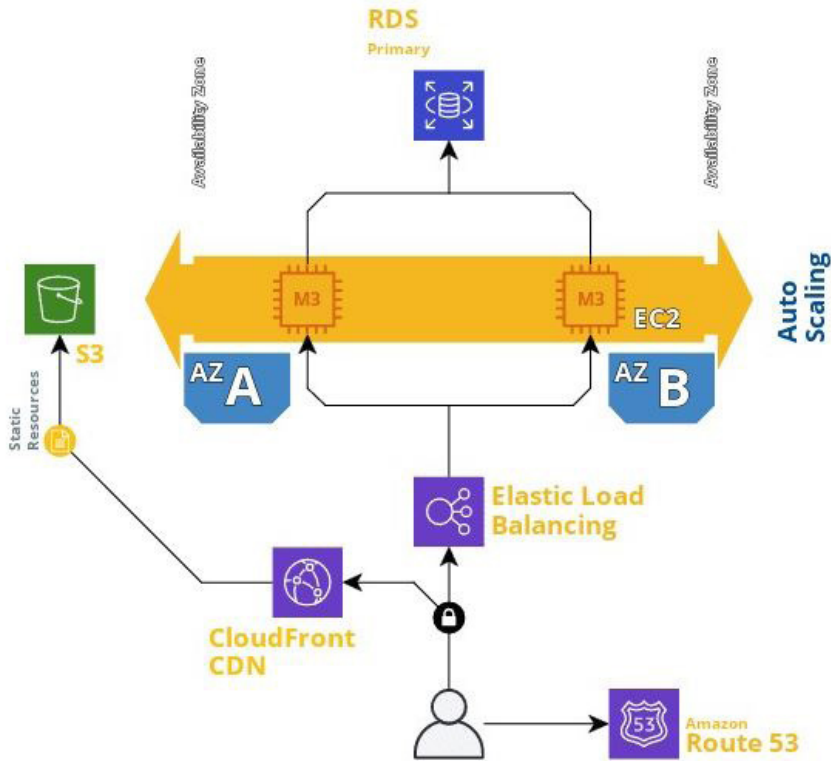 RDS
Primary
Availability Zone
Availability Zone
M3
M3
EC2
Auto
Scaling
S3
AZ A
AZ B
Static
Resources
Elastic Load
Balancing
CloudFront
CDN
53
Amazon
Route 53